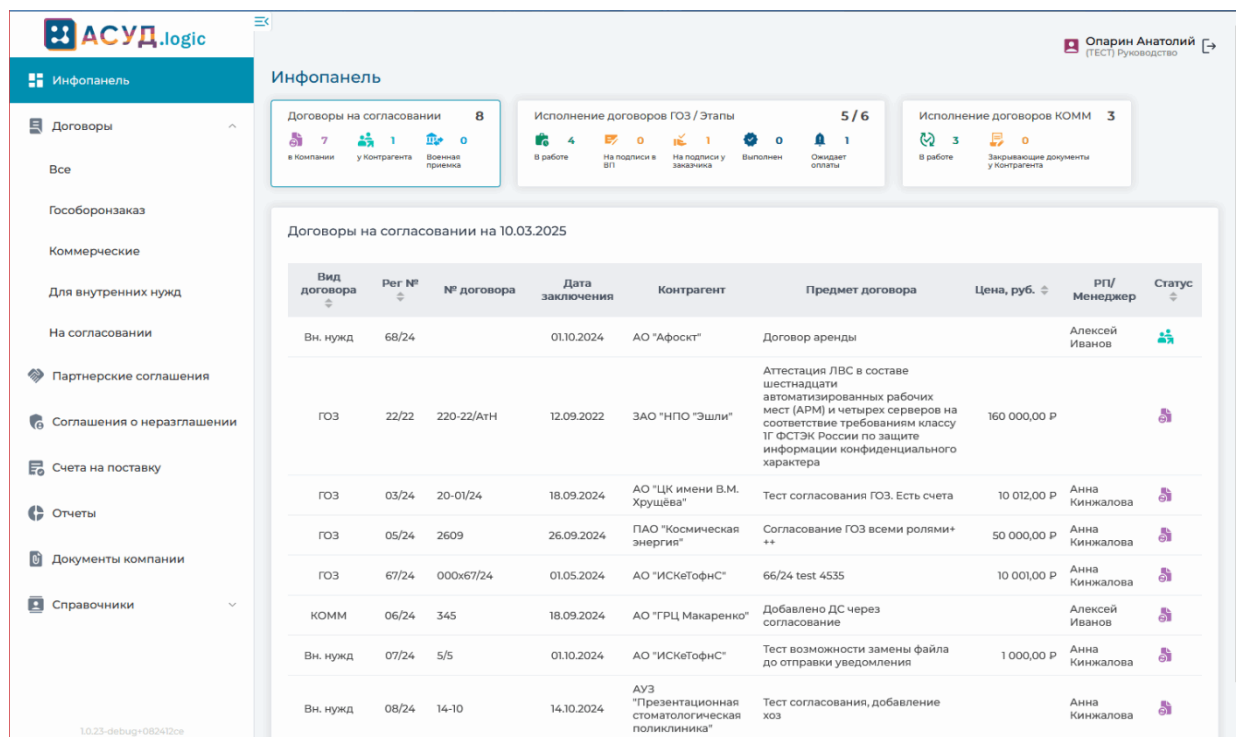 АСУД.logic
Опарин Анатолий
(ТЕСТ) Руководство
Инфопанель
Договоры
Все
Гособоронзаказ
Коммерческие
Для внутренних нужд
На согласовании
Партнерские соглашения
Соглашения о неразглашении
Счета на поставку
Отчеты
Документы компании
Справочники
1.0.23-debug+082412ce
Инфопанель
Договоры на согласовании 8
7 1 0
в Компании у Контрагента Военная
приемка
Исполнение договоров ГОЗ / Этапы 5 / 6
4 0 1 0 1
В работе На подписи в На подписи у Выполнен Ожидает
ВП заказчика оплаты
Исполнение договоров КОММ 3
3 0
В работе Закрывающие документы
у Контрагента
Договоры на согласовании на 10.03.2025
Вид
договора Рег № № договора Дата
заключения Контрагент Предмет договора Цена, руб. РП/
Менеджер Статус
Вн. нужд 68/24 01.10.2024 АО "Афоскт" Договор аренды Алексей
Иванов
Аттестация ЛВС в составе
шестнадцати
автоматизированных рабочих
мест (АРМ) и четырех серверов на
соответствие требованиям классу
1Г ФСТЭК России по защите
информации конфиденциального
характера
ГОЗ 22/22 220-22/АтН 12.09.2022 ЗАО "НПО "Эшли" 160 000,00 ₽
ГОЗ 03/24 20-01/24 18.09.2024 АО "ЦК имени В.М.
Хрущёва" Тест согласования ГОЗ. Есть счета 10 012,00 ₽ Анна
Кинжалова
ГОЗ 05/24 2609 26.09.2024 ПАО "Космическая
энергия" Согласование ГОЗ всеми ролями+
++ 50 000,00 ₽ Анна
Кинжалова
ГОЗ 67/24 000х67/24 01.05.2024 АО "ИСКеТофнС" 66/24 test 4535 10 001,00 ₽ Анна
Кинжалова
КОММ 06/24 345 18.09.2024 АО "ГРЦ Макаренко" Добавлено ДС через
согласование Алексей
Иванов
Вн. нужд 07/24 5/5 01.10.2024 АО "ИСКеТофнС" Тест возможности замены файла
до отправки уведомления 1 000,00 ₽ Анна
Кинжалова
Вн. нужд 08/24 14-10 14.10.2024 АУЗ
"Презентационная
стоматологическая
поликлиника" Тест согласования, добавление
хоз Анна
Кинжалова